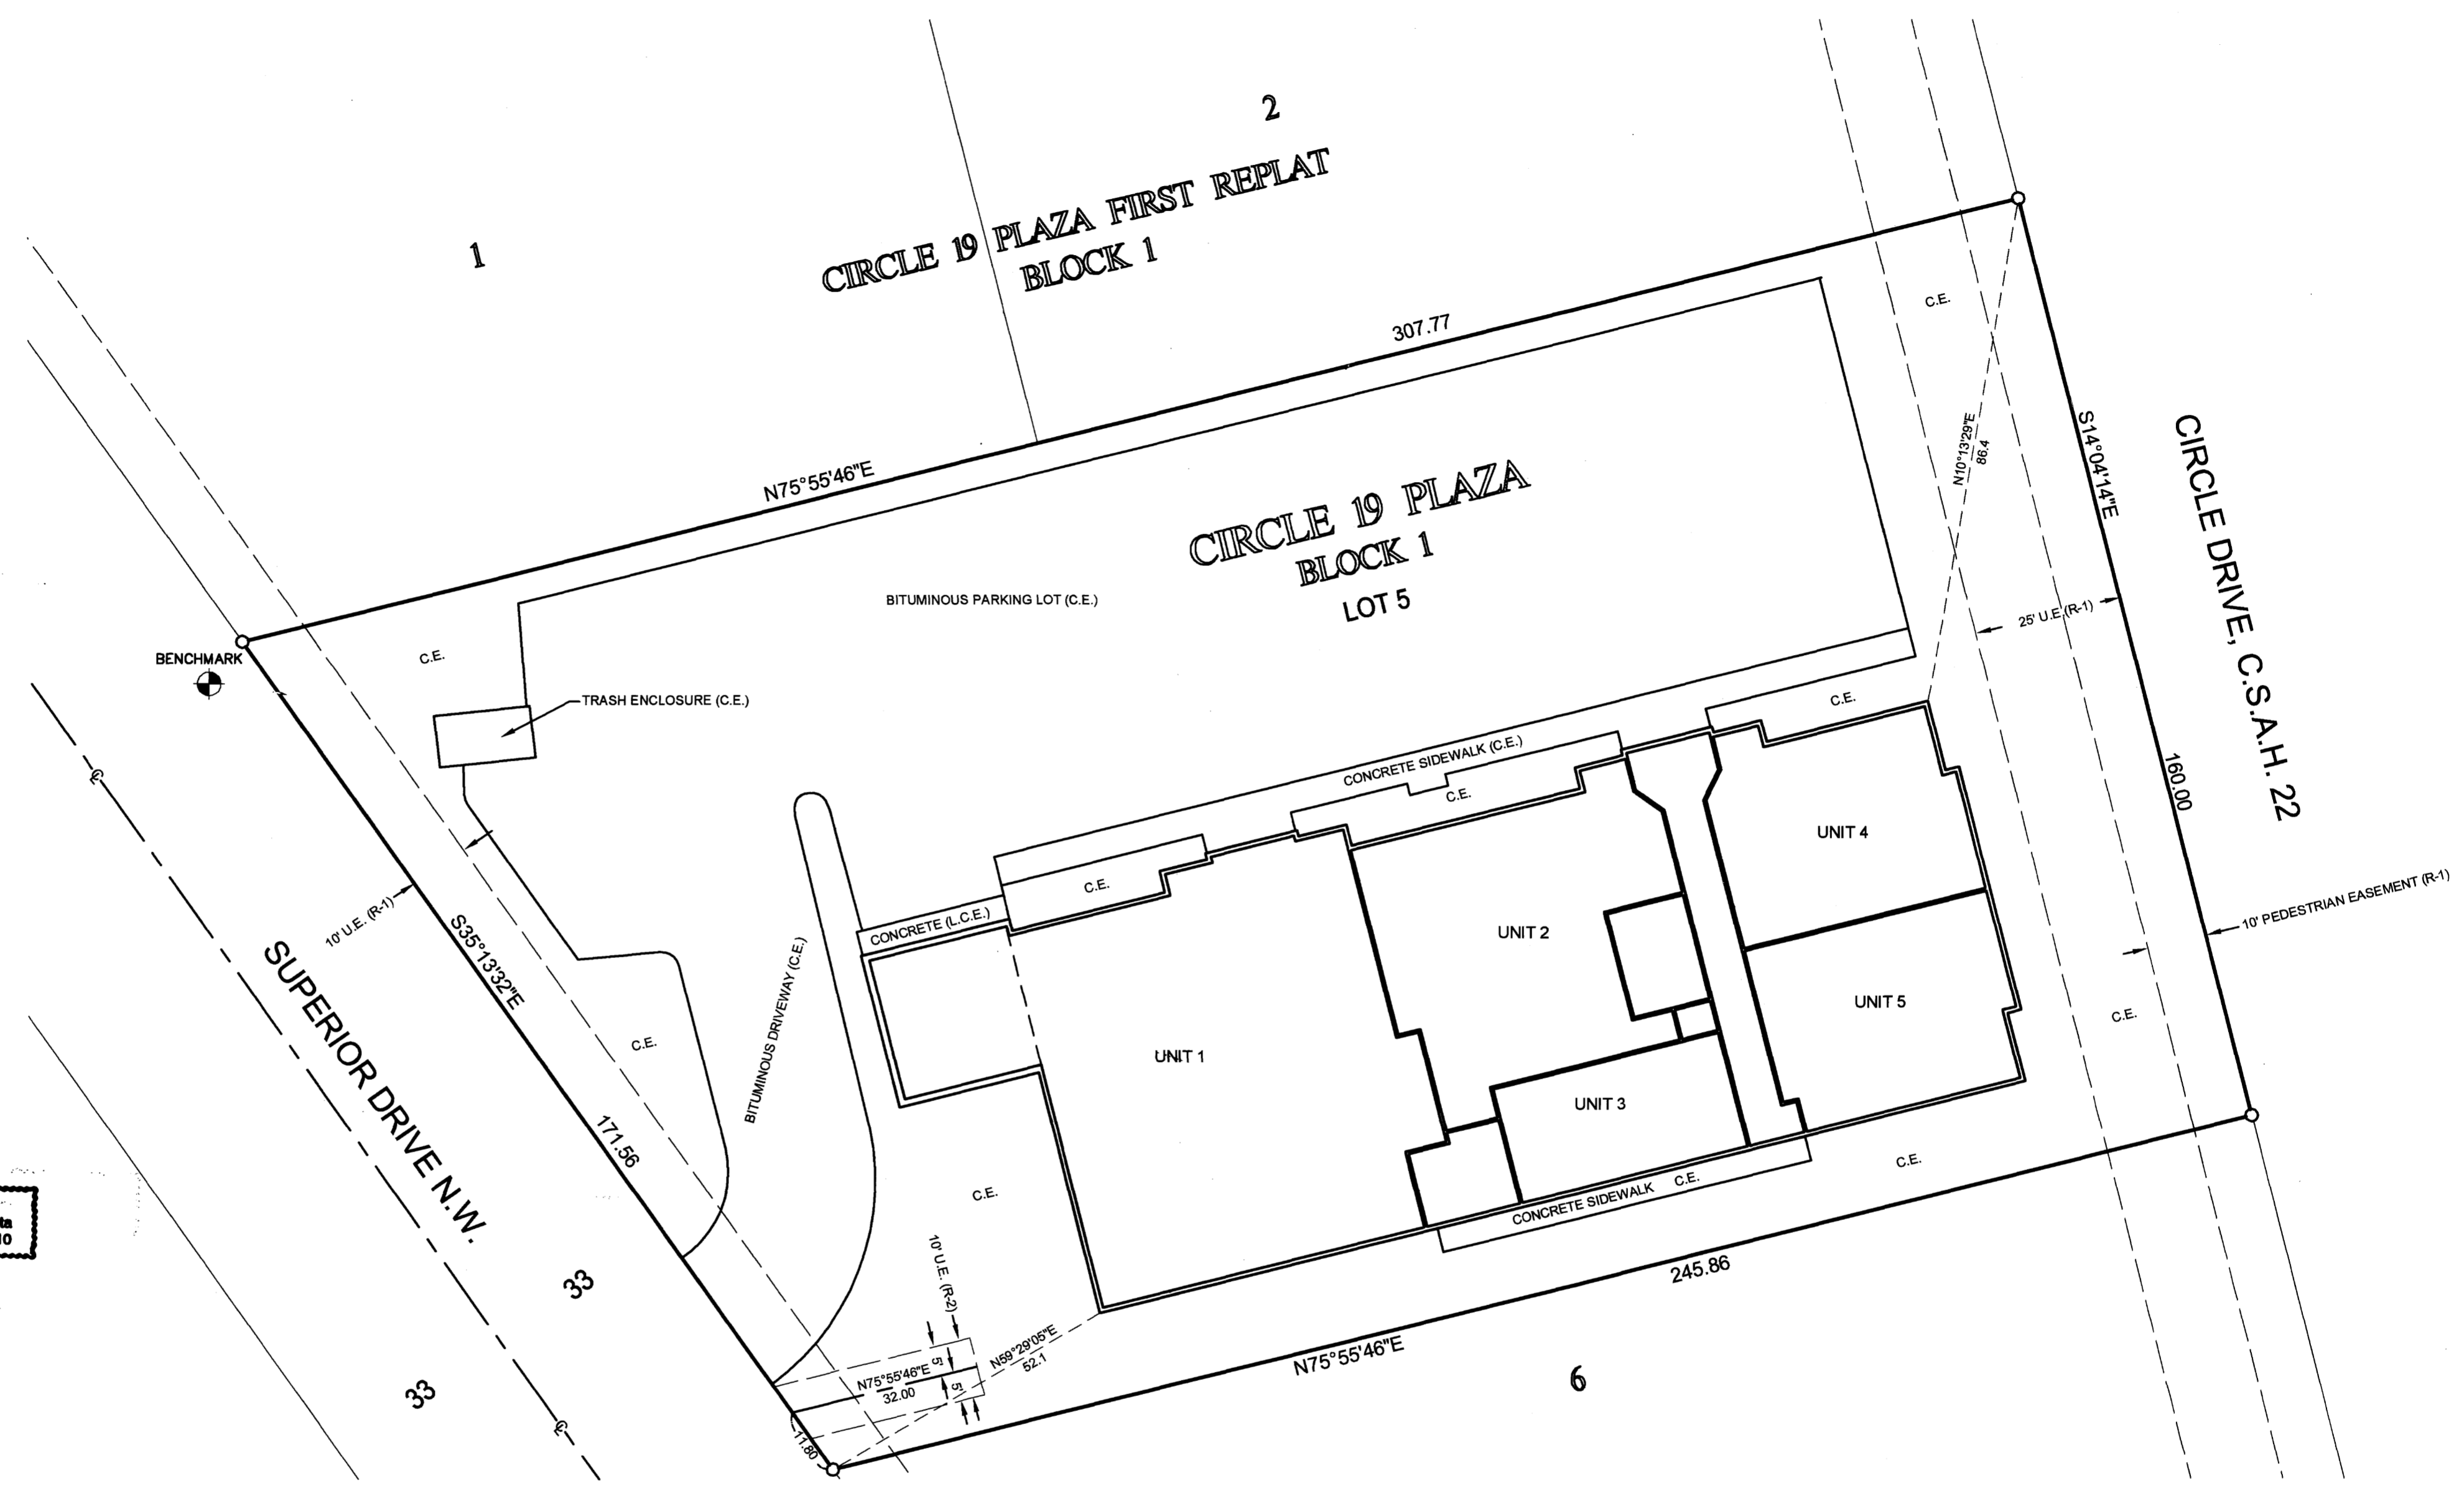 2
1
CIRCLE 19 PLAZA FIRST REPLAT
BLOCK 1
307.77
N75°55'46"E
C.E.
N10°13'29"E
86.4
S14°04'14"E
160.00
CIRCLE DRIVE, C.S.A.H. 22
25' U.E.(R-1)
10' PEDESTRIAN EASEMENT (R-1)
CIRCLE 19 PLAZA
BLOCK 1
LOT 5
BITUMINOUS PARKING LOT (C.E.)
BENCHMARK
C.E.
TRASH ENCLOSURE (C.E.)
C.E.
CONCRETE SIDEWALK (C.E.)
C.E.
C.E.
CONCRETE (L.C.E.)
UNIT 4
UNIT 2
UNIT 5
UNIT 1
UNIT 3
C.E.
C.E.
CONCRETE SIDEWALK C.E.
10' U.E. (R-1)
S35°13'32"E
171.56
SUPERIOR DRIVE N.W.
C.E.
BITUMINOUS DRIVEWAY (C.E.)
C.E.
10' U.E. (R-2)
N75°55'46"E
32.00
5'
5'
N59°29'05"E
52.1
11.80
245.86
N75°55'46"E
6
33
33
ta
10